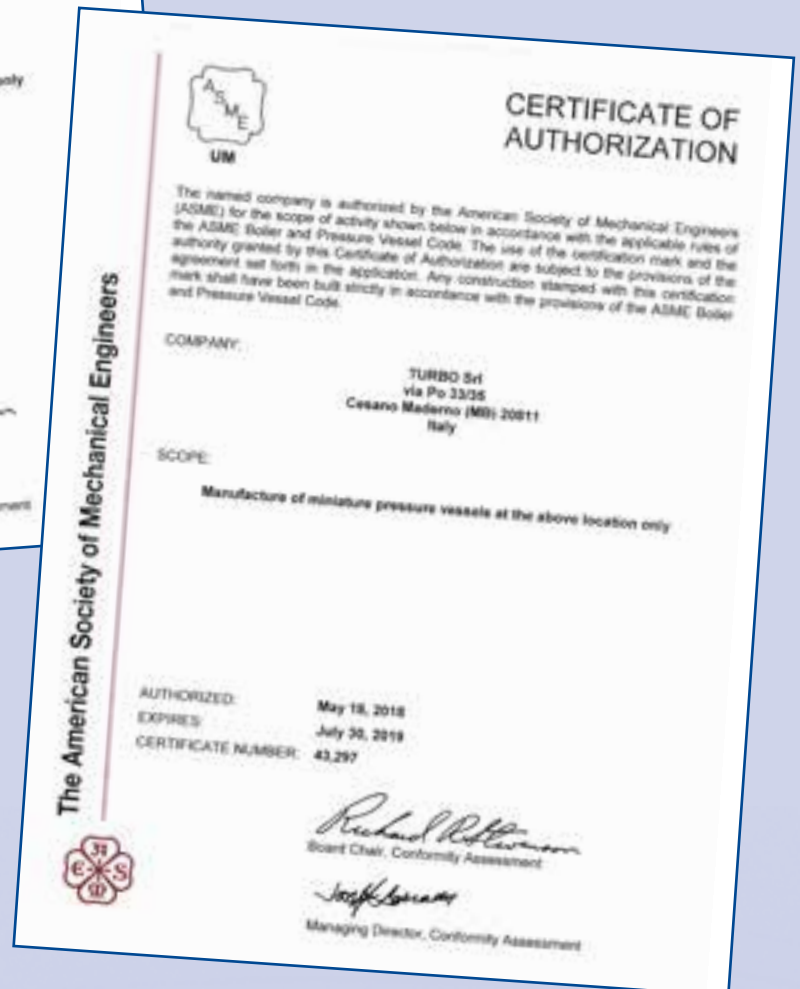 only
ment
ASME
UM
CERTIFICATE OF
AUTHORIZATION
The named company is authorized by the American Society of Mechanical Engineers
(ASME) for the scope of activity shown below in accordance with the applicable rules of
the ASME Boiler and Pressure Vessel Code. The use of the certification mark and the
authority granted by this Certificate of Authorization are subject to the provisions of the
agreement set forth in the application. Any construction stamped with this certification
mark shall have been built strictly in accordance with the provisions of the ASME Boiler
and Pressure Vessel Code.
COMPANY:
TURBO Srl
via Po 33/35
Cesano Maderno (MB) 20811
Italy
SCOPE:
Manufacture of miniature pressure vessels at the above location only
AUTHORIZED: May 18, 2018
EXPIRES: July 30, 2019
CERTIFICATE NUMBER: 43,297
Board Chair, Conformity Assessment
Managing Director, Conformity Assessment
The American Society of Mechanical Engineers